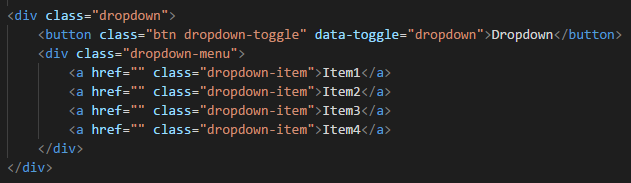 <div class="dropdown">
<button class="btn dropdown-toggle" data-toggle="dropdown">Dropdown</button>
<div class="dropdown-menu">
<a href="" class="dropdown-item">Item1</a>
<a href="" class="dropdown-item">Item2</a>
<a href="" class="dropdown-item">Item3</a>
<a href="" class="dropdown-item">Item4</a>
</div>
</div>